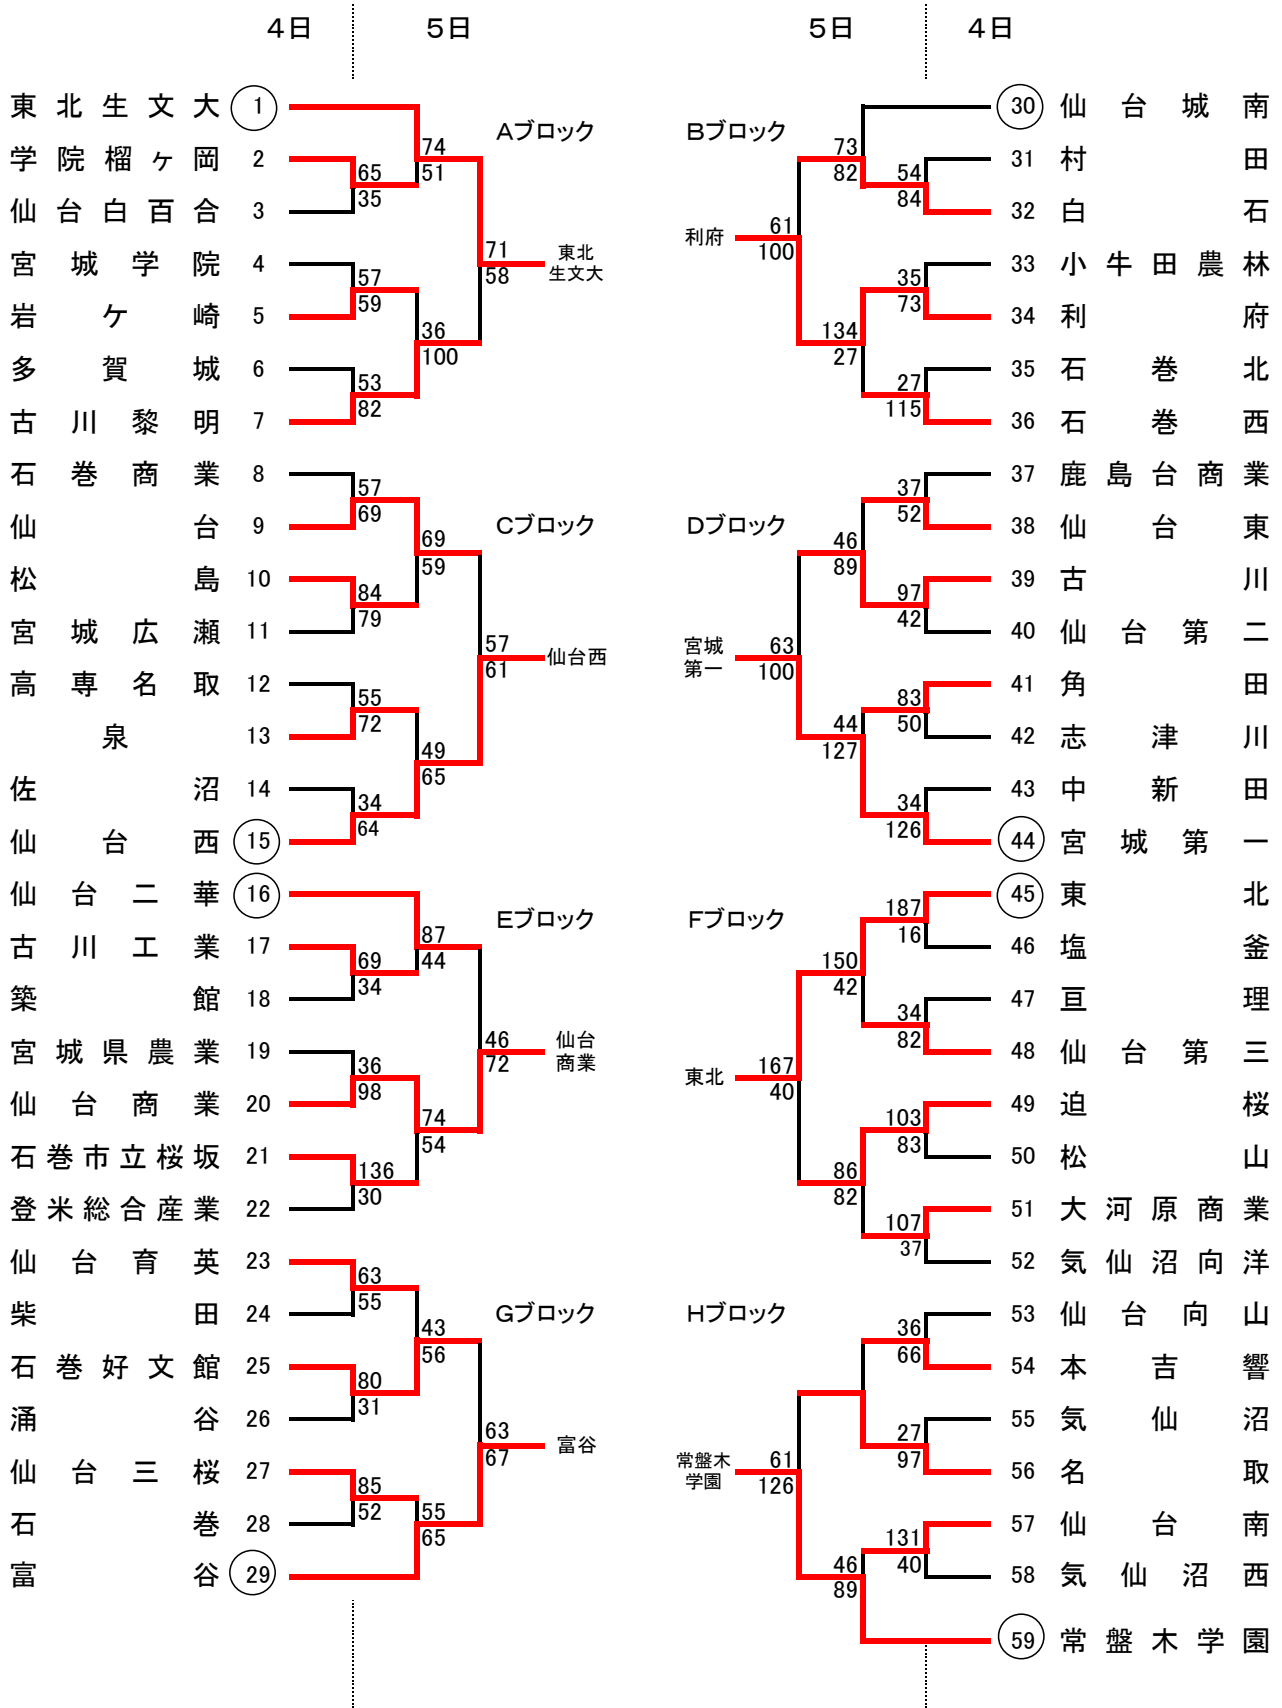 4日 5日 5日 4日
東北生文大 1
学院榴ヶ岡 2
仙台白百合 3
宮城学院 4
岩ケ崎 5
多賀城 6
古川黎明 7
Aブロック
74
51
65
35
57
59
53
82
36
100
71
58
東北
生文大
石巻商業 8
仙台 9
松島 10
宮城広瀬 11
高専名取 12
泉 13
佐沼 14
仙台西 15
Cブロック
57
69
84
79
69
59
55
72
34
64
49
65
57
61
仙台西
仙台二華 16
古川工業 17
築館 18
宮城県農業 19
仙台商業 20
石巻市立桜坂 21
登米総合産業 22
Eブロック
87
44
69
34
36
98
136
30
74
54
46
72
仙台
商業
仙台育英 23
柴田 24
石巻好文館 25
涌谷 26
仙台三桜 27
石巻 28
富谷 29
Gブロック
63
55
80
31
43
56
85
52
55
65
63
67
富谷
Bブロック
30 仙台城南
31 村田
32 白石
33 小牛田農林
34 利府
35 石巻北
36 石巻西
73
82
54
84
35
73
27
115
134
27
61
100
利府
Dブロック
37 鹿島台商業
38 仙台東
39 古川
40 仙台第二
41 角田
42 志津川
43 中新田
44 宮城第一
37
52
97
42
46
89
83
50
34
126
44
127
63
100
宮城
第一
Fブロック
45 東北
46 塩釜
47 亘理
48 仙台第三
49 迫桜
50 松山
51 大河原商業
52 気仙沼向洋
187
16
34
82
150
42
103
83
107
37
86
82
167
40
東北
Hブロック
53 仙台向山
54 本吉響
55 気仙沼
56 名取
57 仙台南
58 気仙沼西
59 常盤木学園
36
66
27
97
131
40
46
89
61
126
常盤木
学園